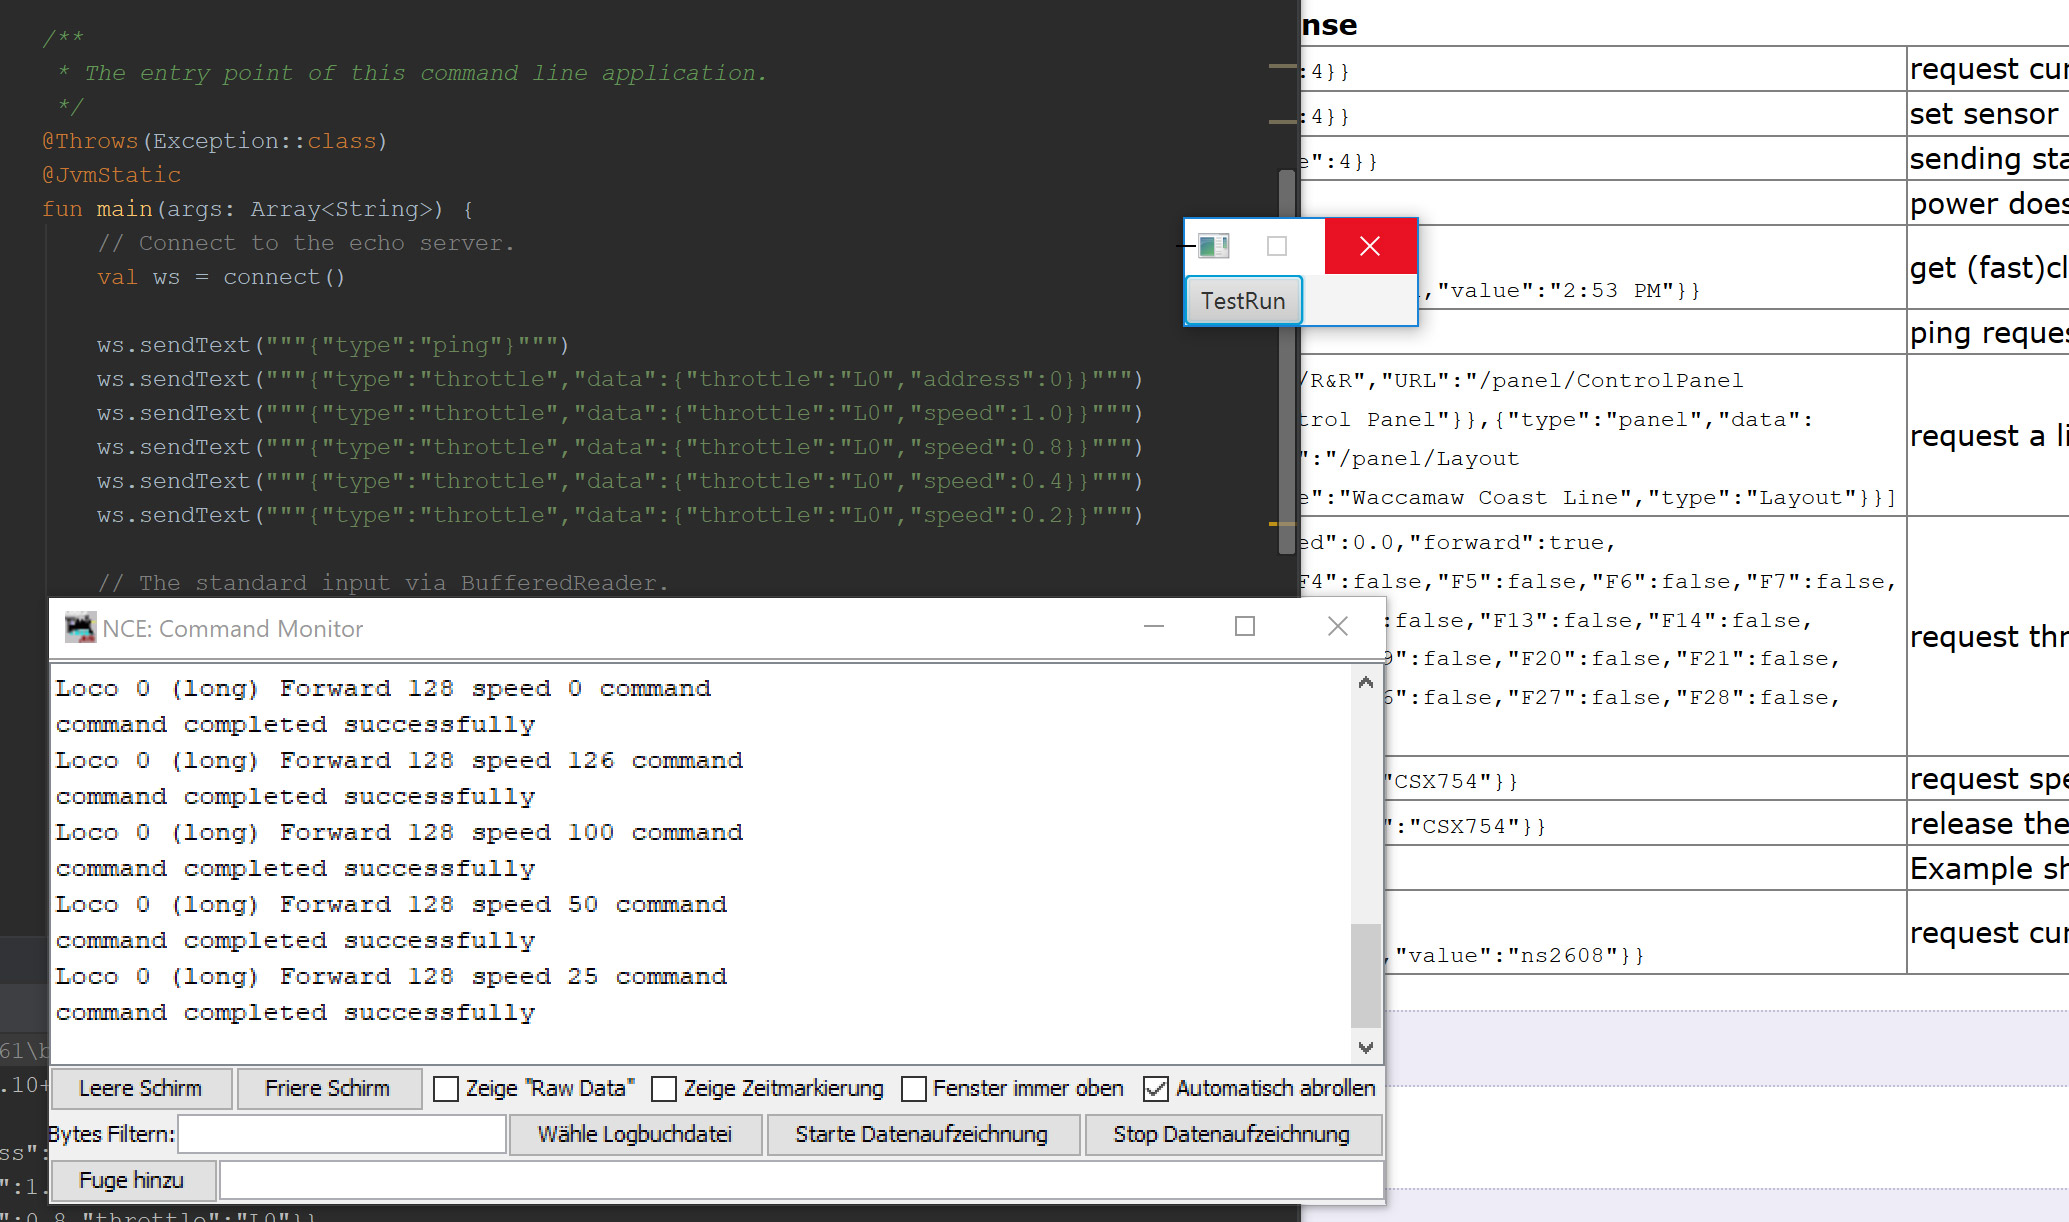 /**
* The entry point of this command line application.
*/
@Throws(Exception::class)
@JvmStatic
fun main(args: Array<String>) {
// Connect to the echo server.
val ws = connect()
ws.sendText("""{"type":"ping"}""")
ws.sendText("""{"type":"throttle","data":{"throttle":"L0","address":0}}""")
ws.sendText("""{"type":"throttle","data":{"throttle":"L0","speed":1.0}}""")
ws.sendText("""{"type":"throttle","data":{"throttle":"L0","speed":0.8}}""")
ws.sendText("""{"type":"throttle","data":{"throttle":"L0","speed":0.4}}""")
ws.sendText("""{"type":"throttle","data":{"throttle":"L0","speed":0.2}}""")
// The standard input via BufferedReader.
TestRun
NCE: Command Monitor
Loco 0 (long) Forward 128 speed 0 command
command completed successfully
Loco 0 (long) Forward 128 speed 126 command
command completed successfully
Loco 0 (long) Forward 128 speed 100 command
command completed successfully
Loco 0 (long) Forward 128 speed 50 command
command completed successfully
Loco 0 (long) Forward 128 speed 25 command
command completed successfully
Leere Schirm
Friere Schirm
Zeige "Raw Data"
Zeige Zeitmarkierung
Fenster immer oben
Automatisch abrollen
Bytes Filtern:
Wähle Logbuchdatei
Starte Datenaufzeichnung
Stop Datenaufzeichnung
Fuge hinzu
61\b
.10+
ss":
":1.
nse
:4}}
request cur
:4}}
set sensor
e":4}}
sending sta
power does
,"value":"2:53 PM"}}
get (fast)cl
ping reques
/R&R","URL":"/panel/ControlPanel
trol Panel"}},{"type":"panel","data":
":"/panel/Layout
e":"Waccamaw Coast Line","type":"Layout"}}]
request a li
ed":0.0,"forward":true,
F4":false,"F5":false,"F6":false,"F7":false,
:false,"F13":false,"F14":false,
9":false,"F20":false,"F21":false,
6":false,"F27":false,"F28":false,
request thr
"CSX754"}}
request spe
":"CSX754"}}
release the
Example sh
,"value":"ns2608"}}
request cur